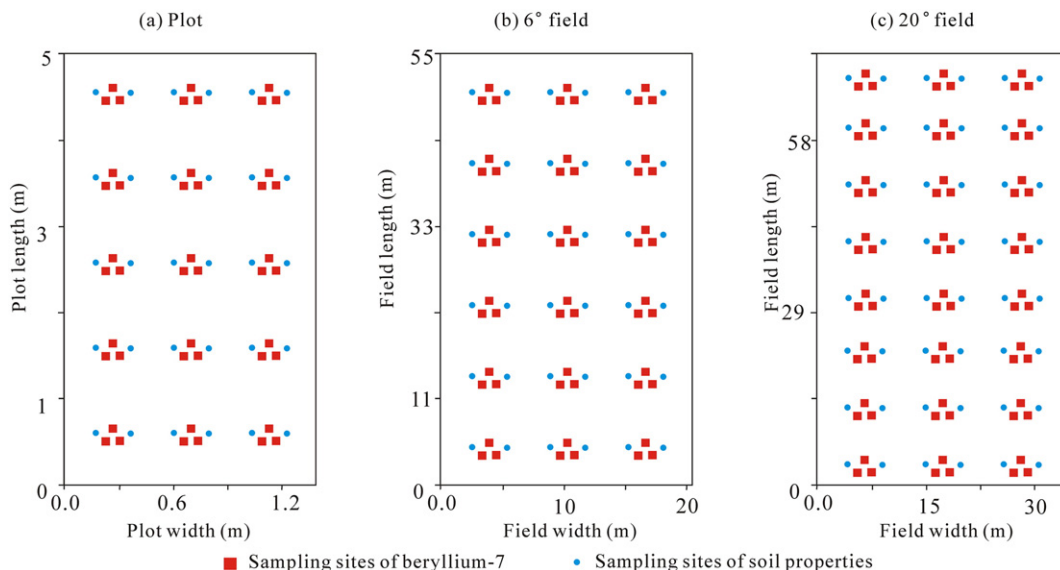 (a) Plot
(b) 6° field
(c) 20° field
5
3
1
0
Plot length (m)
0.0
0.6
1.2
Plot width (m)
55
33
11
0
Field length (m)
0.0
10
20
Field width (m)
58
29
0
Field length (m)
0.0
15
30
Field width (m)
Sampling sites of beryllium-7
Sampling sites of soil properties